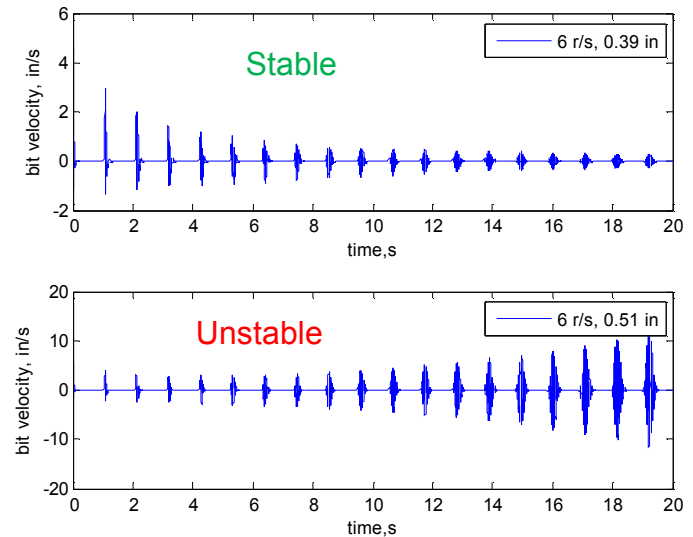 6
4
2
0
-2
bit velocity, in/s
6 r/s, 0.39 in
Stable
0 2 4 6 8 10 12 14 16 18 20
time,s
20
10
0
-10
-20
bit velocity, in/s
6 r/s, 0.51 in
Unstable
0 2 4 6 8 10 12 14 16 18 20
time,s